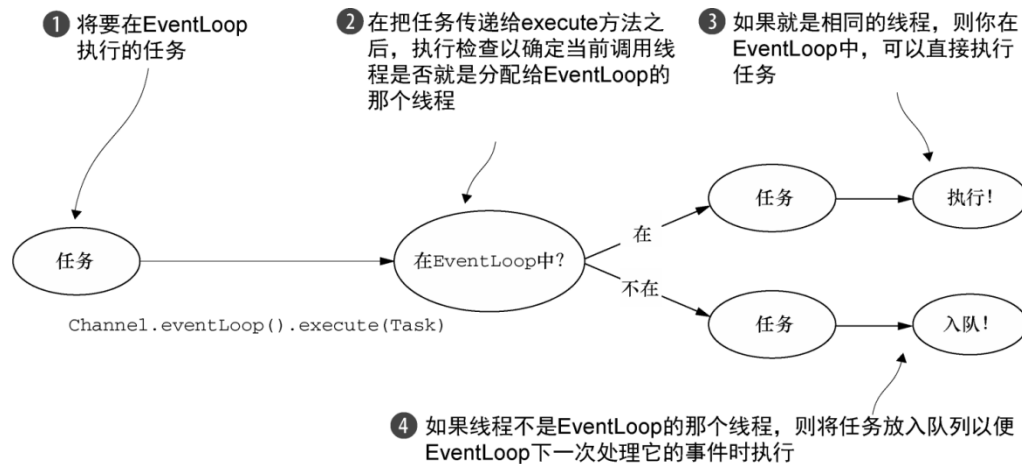 1 将要在EventLoop
执行的任务
2 在把任务传递给execute方法之
后，执行检查以确定当前调用线
程是否就是分配给EventLoop的
那个线程
3 如果就是相同的线程，则你在
EventLoop中，可以直接执行
任务
任务
执行!
在
任务
在EventLoop中?
不在
Channel.eventLoop().execute(Task)
任务
入队!
4 如果线程不是EventLoop的那个线程，则将任务放入队列以便
EventLoop下一次处理它的事件时执行